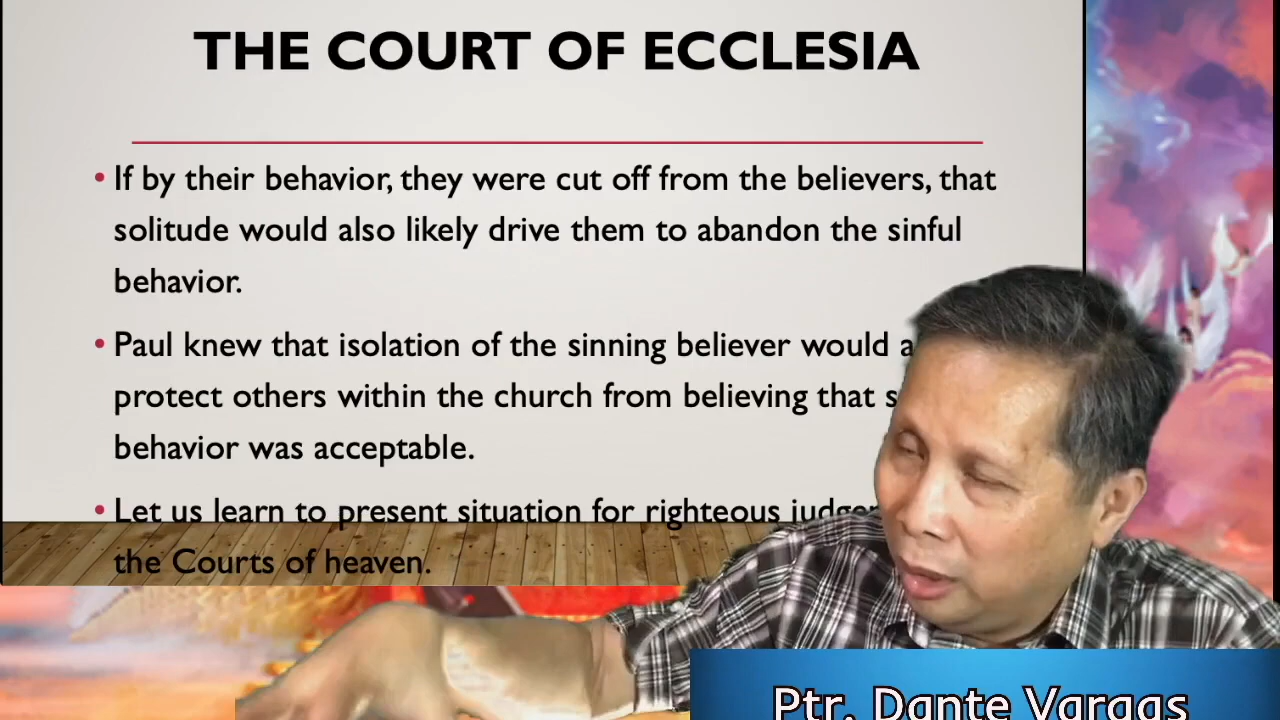 THE COURT OF ECCLESIA
• If by their behavior, they were cut off from the believers, that
solitude would also likely drive them to abandon the sinful
behavior.
• Paul knew that isolation of the sinning believer would
protect others within the church from believing that
behavior was acceptable.
• Let us learn to present situation for righteous
the Courts of heaven.
Ptr. Dante Vargas